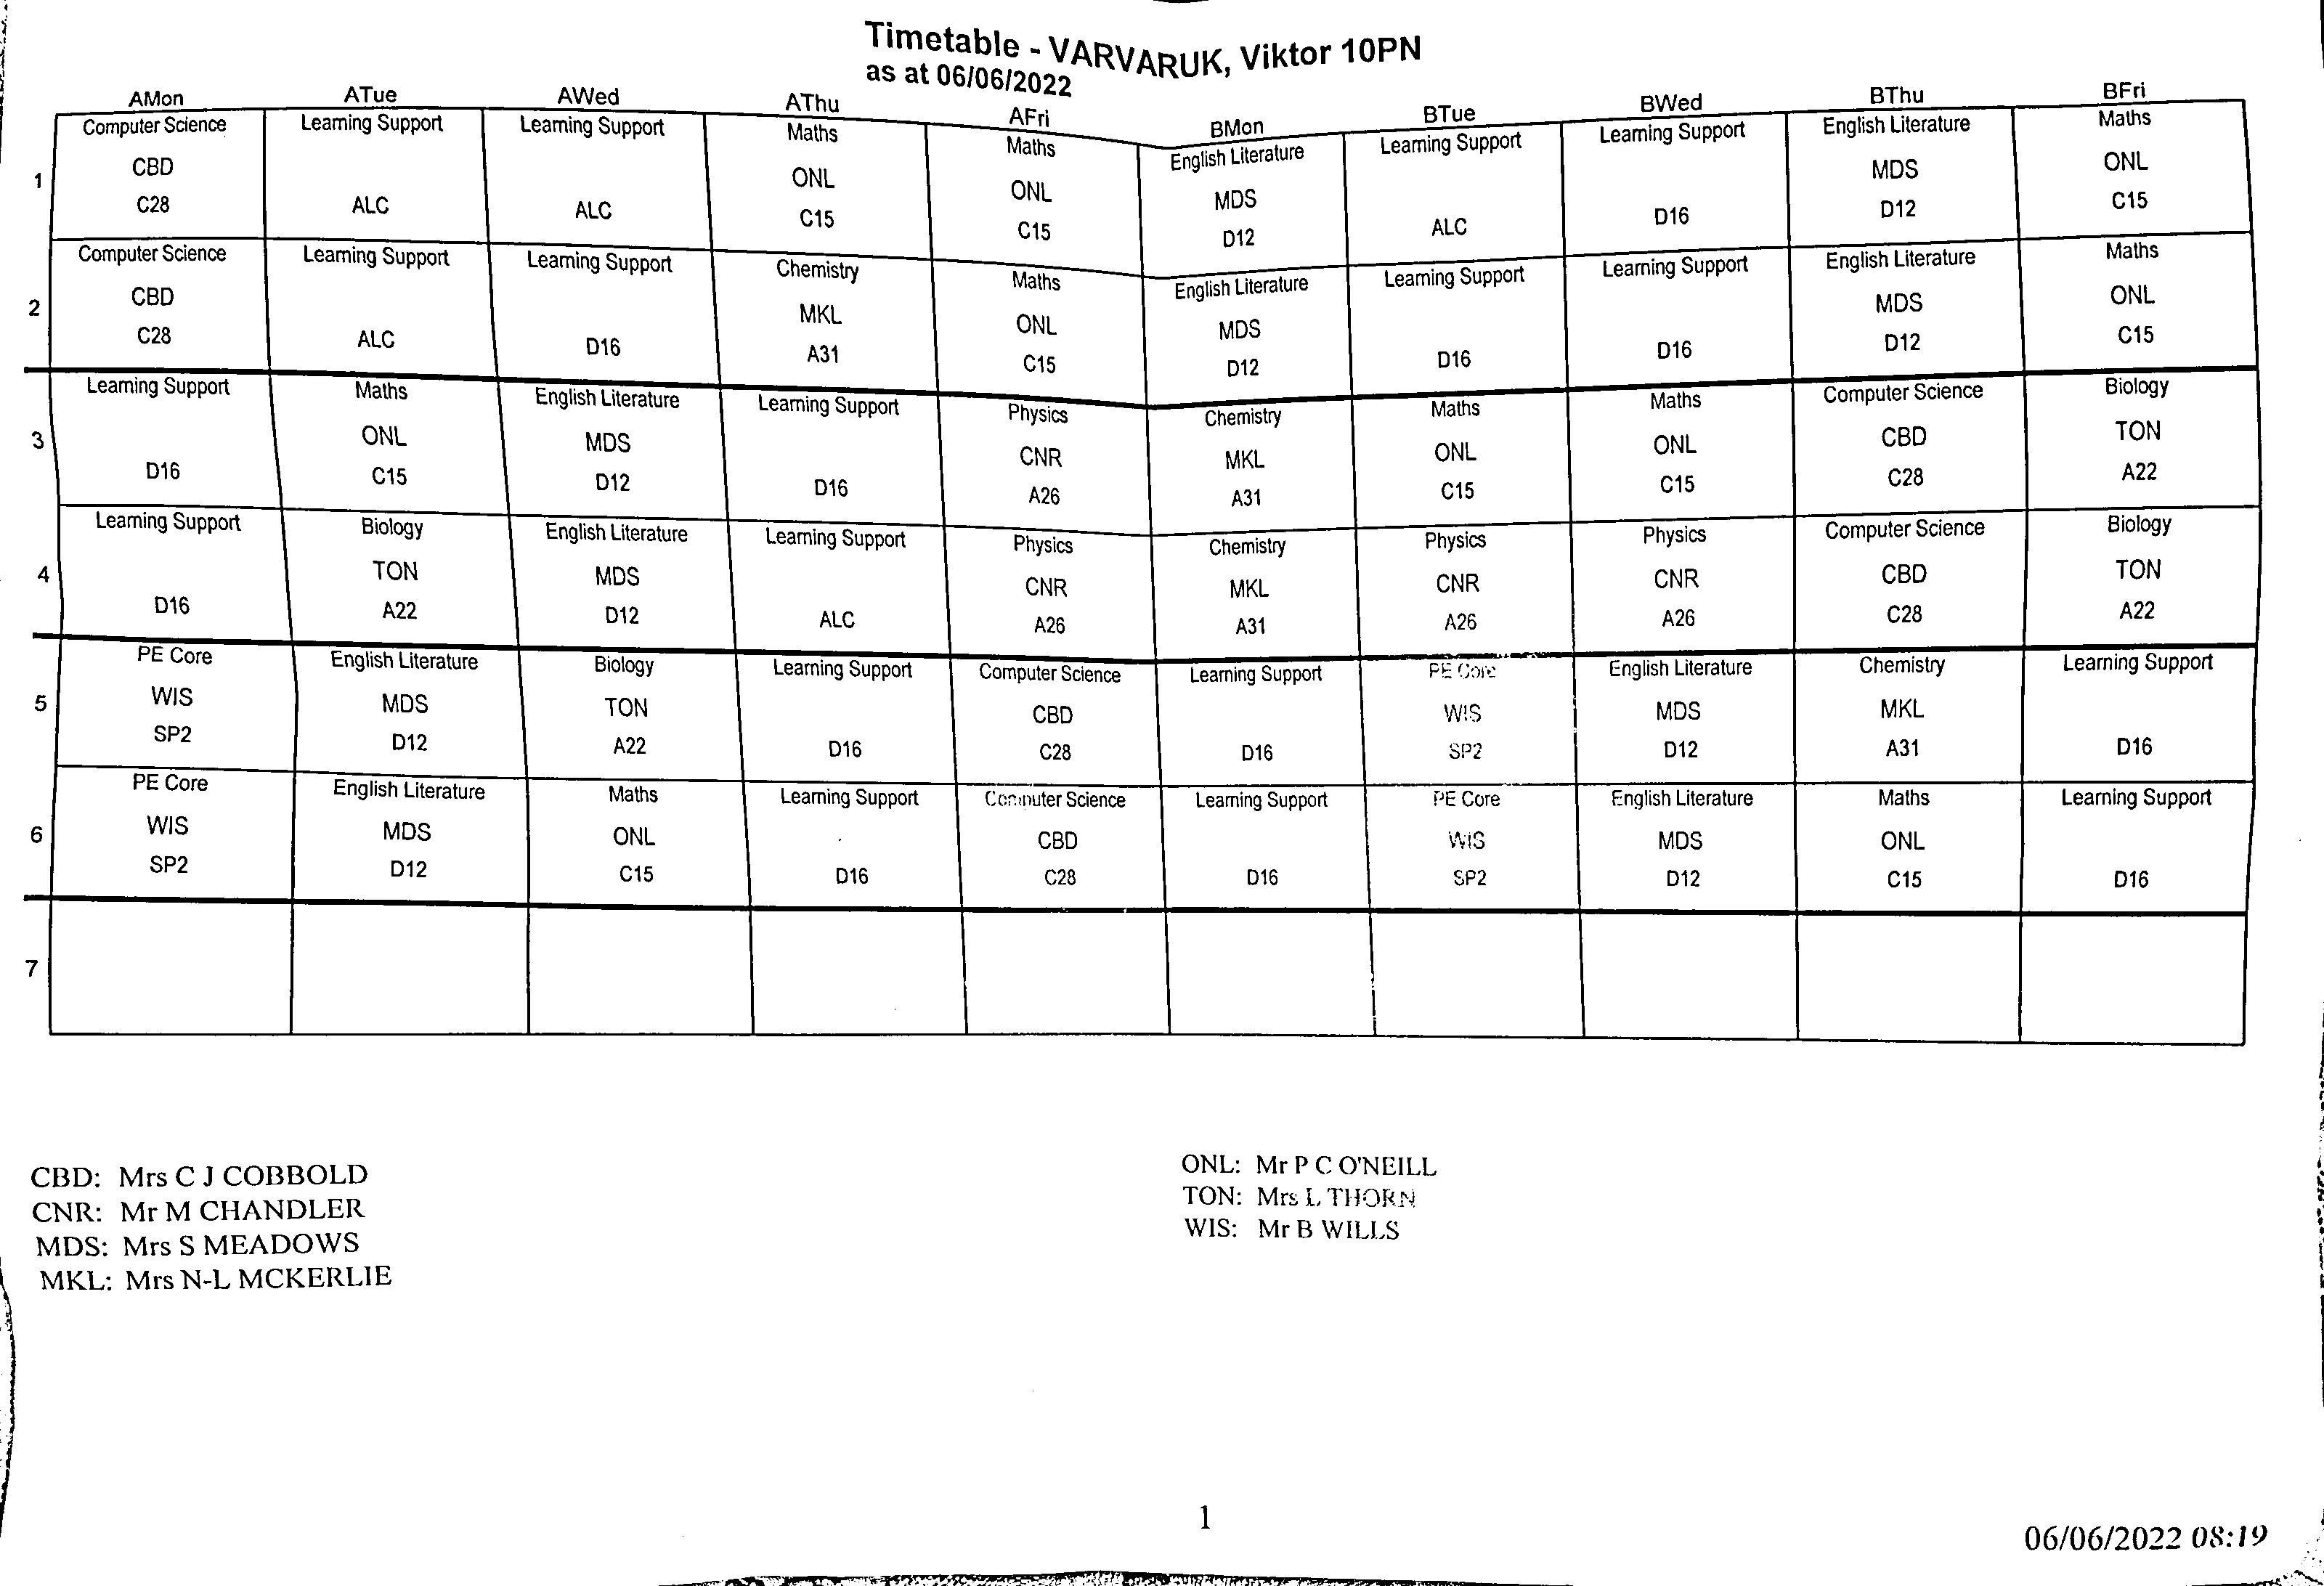 Timetable - VARVARUK, Viktor 10PN
as at 06/06/2022
AMon ATue AWed AThu AFri BMon BTue BWed BThu BFri
1
Computer Science Learning Support Learning Support Maths Maths English Literature Learning Support Learning Support English Literature Maths
CBD ONL ONL MDS MDS ONL
C28 ALC ALC C15 C15 D12 ALC D16 D12 C15
2
Computer Science Learning Support Learning Support Chemistry Maths English Literature Learning Support Learning Support English Literature Maths
CBD MKL ONL MDS MDS ONL
C28 ALC D16 A31 C15 D12 D16 D16 D12 C15
3
Learning Support Maths English Literature Learning Support Physics Chemistry Maths Maths Computer Science Biology
ONL MDS CNR MKL ONL ONL CBD TON
D16 C15 D12 D16 A26 A31 C15 C15 C28 A22
4
Learning Support Biology English Literature Learning Support Physics Chemistry Physics Physics Computer Science Biology
TON MDS CNR MKL CNR CNR CBD TON
D16 A22 D12 ALC A26 A31 A26 A26 C28 A22
5
PE Core English Literature Biology Learning Support Computer Science Learning Support PE Core English Literature Chemistry Learning Support
WIS MDS TON CBD WIS MDS MKL
SP2 D12 A22 D16 C28 D16 SP2 D12 A31 D16
6
PE Core English Literature Maths Learning Support Computer Science Learning Support PE Core English Literature Maths Learning Support
WIS MDS ONL CBD WIS MDS ONL
SP2 D12 C15 D16 C28 D16 SP2 D12 C15 D16
7
CBD: Mrs C J COBBOLD
CNR: Mr M CHANDLER
MDS: Mrs S MEADOWS
MKL: Mrs N-L MCKERLIE
ONL: Mr P C O'NEILL
TON: Mrs L THORN
WIS: Mr B WILLS
1
06/06/2022 08:19